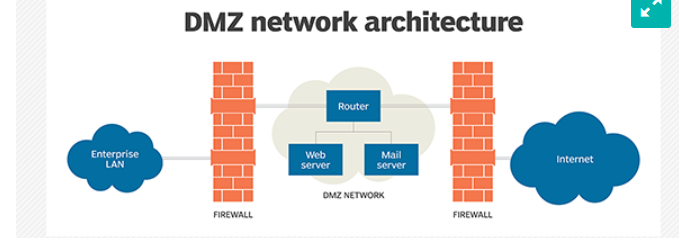 DMZ network architecture
Router
Enterprise
LAN
Web
server
Mail
server
Internet
DMZ NETWORK
FIREWALL
FIREWALL